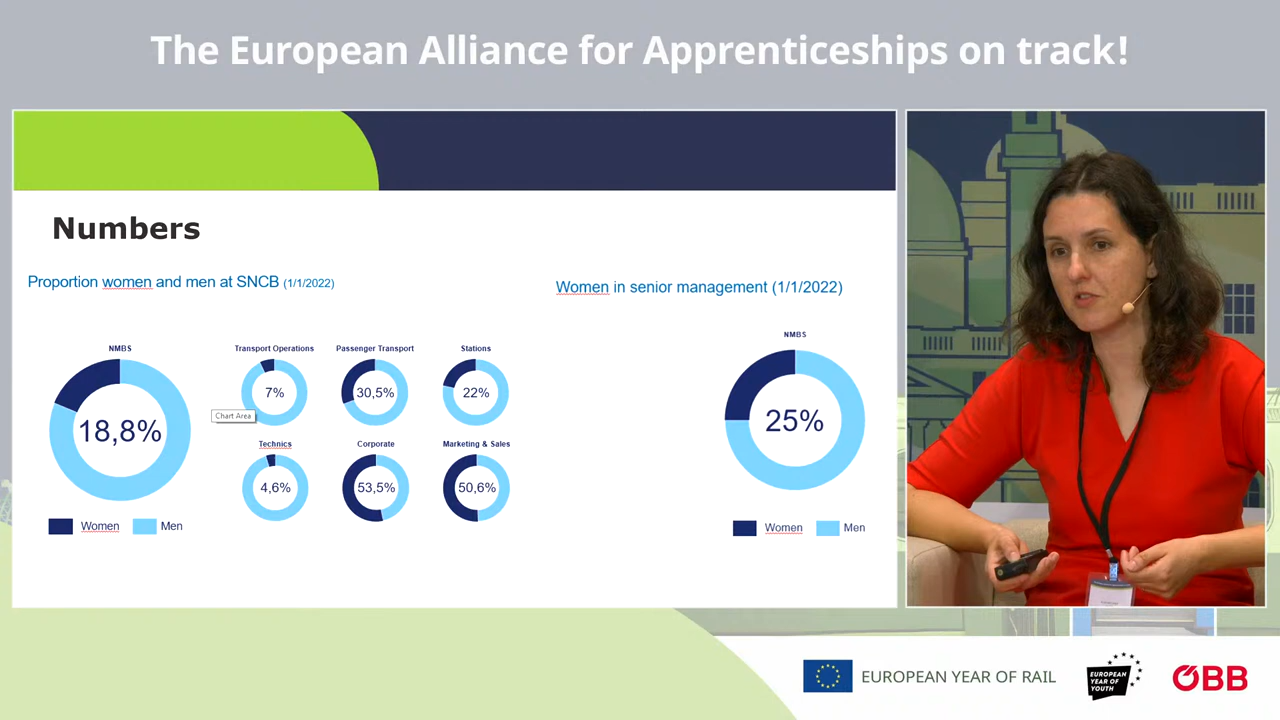 The European Alliance for Apprenticeships on track!
Numbers
Proportion women and men at SNCB (1/1/2022)
Women in senior management (1/1/2022)
NMBS
18,8%
Women
Men
Transport Operations
7%
Passenger Transport
30,5%
Stations
22%
Chart Area
Technics
4,6%
Corporate
53,5%
Marketing & Sales
50,6%
NMBS
25%
Women
Men
EUROPEAN YEAR OF RAIL
EUROPEAN
YEAR OF
YOUTH
ÖBB